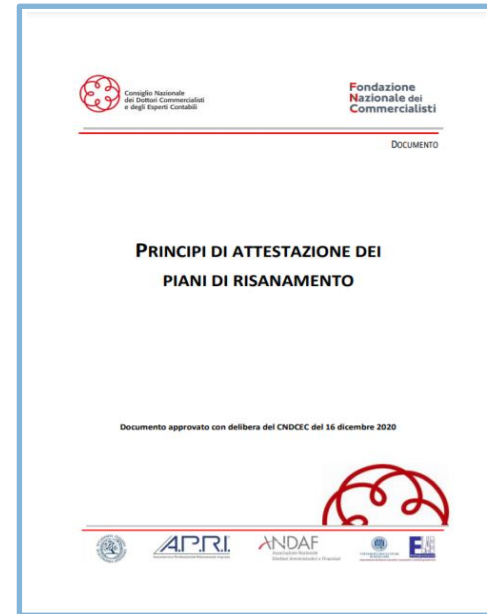 Consiglio Nazionale
dei Dottori Commercialisti
e degli Esperti Contabili
Fondazione
Nazionale dei
Commercialisti
DOCUMENTO
PRINCIPI DI ATTESTAZIONE DEI
PIANI DI RISANAMENTO
Documento approvato con delibera del CNDCEC del 16 dicembre 2020
A.P.R.I.
ANDAF